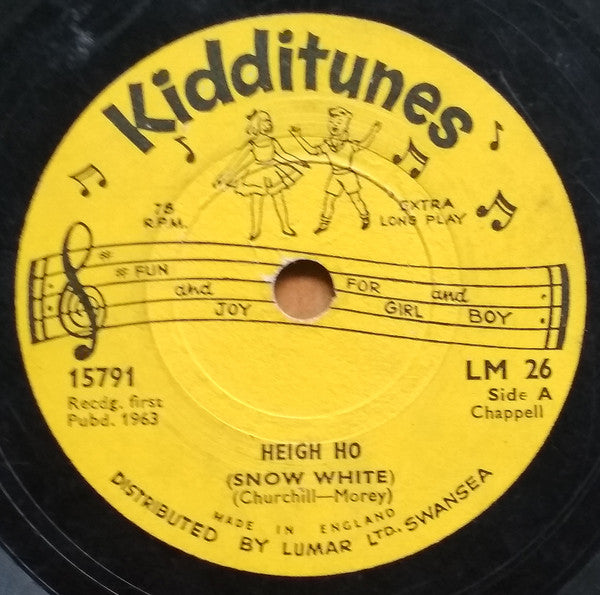 Kidditunes
78
R.P.M.
EXTRA
LONG PLAY
FUN and JOY FOR GIRL and BOY
15791
Recdg. first
Pubd. 1963
LM 26
Side A
Chappell
HEIGH HO
(SNOW WHITE)
(Churchill—Morey)
MADE IN ENGLAND
DISTRIBUTED BY LUMAR LTD. SWANSEA